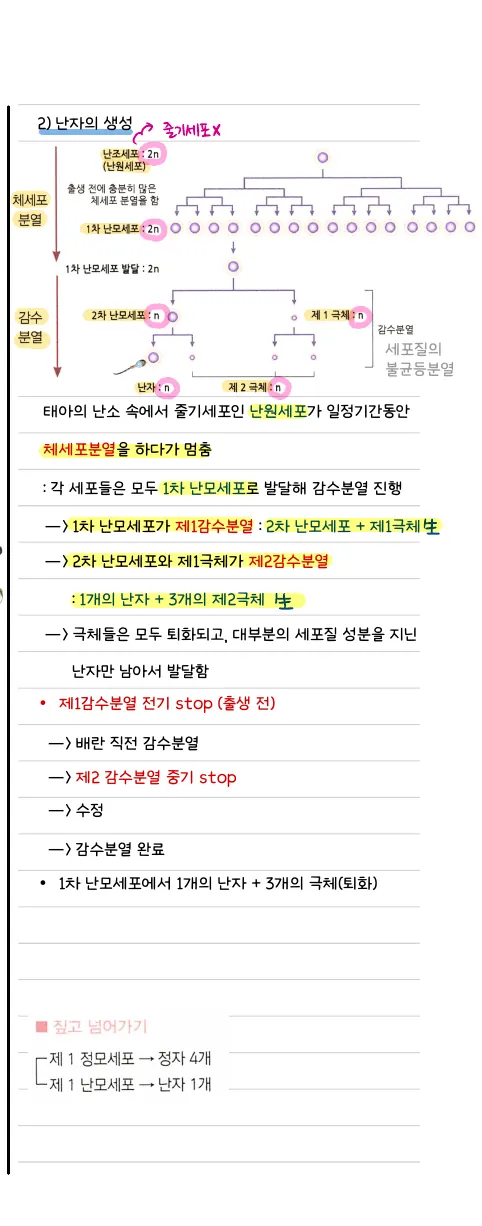 2) 난자의 생성
줄기세포X
난조세포 : 2n
(난원세포)
출생 전에 충분히 많은
체세포 분열을 함
체세포
분열
1차 난모세포 : 2n
1차 난모세포 발달 : 2n
감수
분열
2차 난모세포 : n
제 1 극체 : n
감수분열
세포질의
불균등분열
난자 : n
제 2 극체 : n
태아의 난소 속에서 줄기세포인 난원세포가 일정기간동안
체세포분열을 하다가 멈춤
: 각 세포들은 모두 1차 난모세포로 발달해 감수분열 진행
—> 1차 난모세포가 제1감수분열 : 2차 난모세포 + 제1극체 生
—> 2차 난모세포와 제1극체가 제2감수분열
: 1개의 난자 + 3개의 제2극체 生
—> 극체들은 모두 퇴화되고, 대부분의 세포질 성분을 지닌
난자만 남아서 발달함
• 제1감수분열 전기 stop (출생 전)
—> 배란 직전 감수분열
—> 제2 감수분열 중기 stop
—> 수정
—> 감수분열 완료
• 1차 난모세포에서 1개의 난자 + 3개의 극체(퇴화)
■ 짚고 넘어가기
제 1 정모세포 → 정자 4개
제 1 난모세포 → 난자 1개